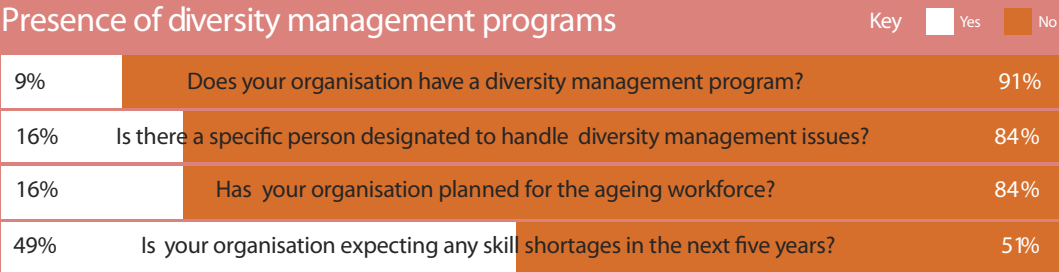 Presence of diversity management programs Key Yes No
9% Does your organisation have a diversity management program? 91%
16% Is there a specific person designated to handle diversity management issues? 84%
16% Has your organisation planned for the ageing workforce? 84%
49% Is your organisation expecting any skill shortages in the next five years? 51%